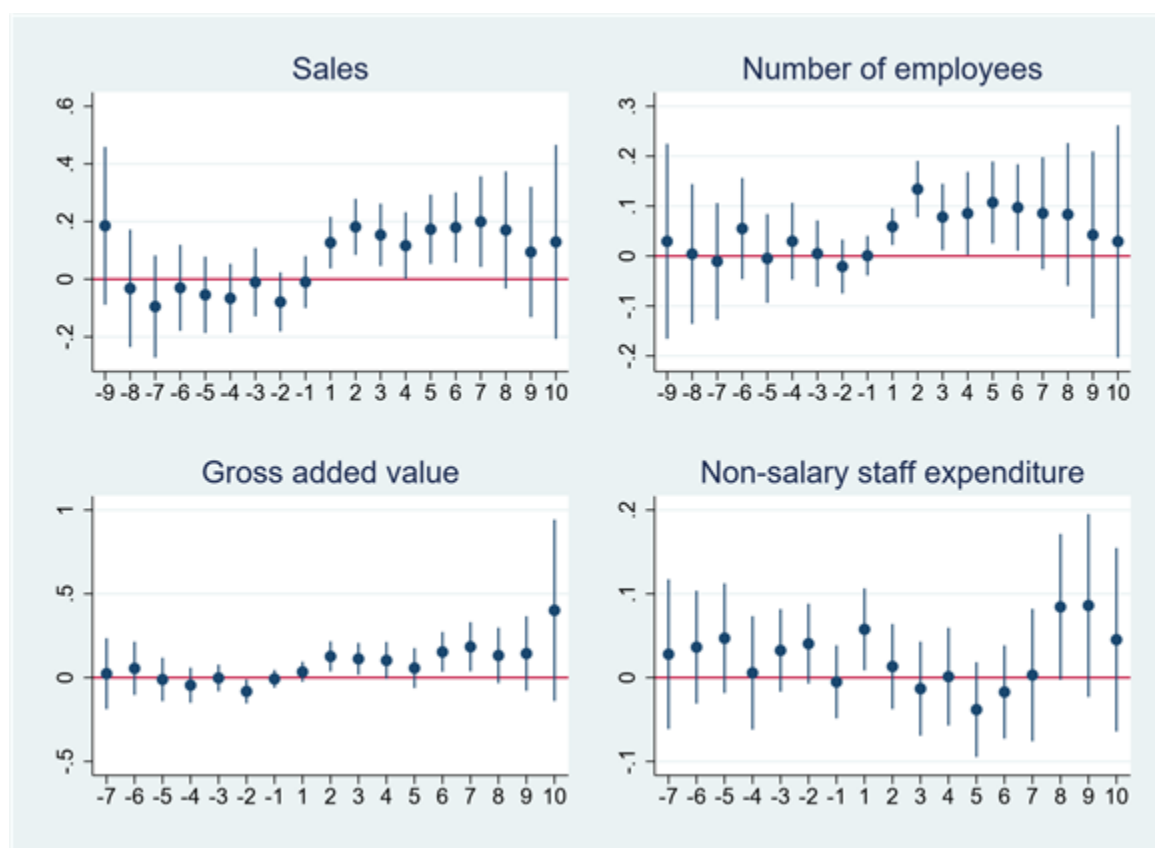 Sales
.6
.4
.2
0
-.2
-9 -8 -7 -6 -5 -4 -3 -2 -1 1 2 3 4 5 6 7 8 9 10
Number of employees
.3
.2
.1
0
-.1
-.2
-9 -8 -7 -6 -5 -4 -3 -2 -1 1 2 3 4 5 6 7 8 9 10
Gross added value
1
.5
0
-.5
-7 -6 -5 -4 -3 -2 -1 1 2 3 4 5 6 7 8 9 10
Non-salary staff expenditure
.2
.1
0
-.1
-7 -6 -5 -4 -3 -2 -1 1 2 3 4 5 6 7 8 9 10